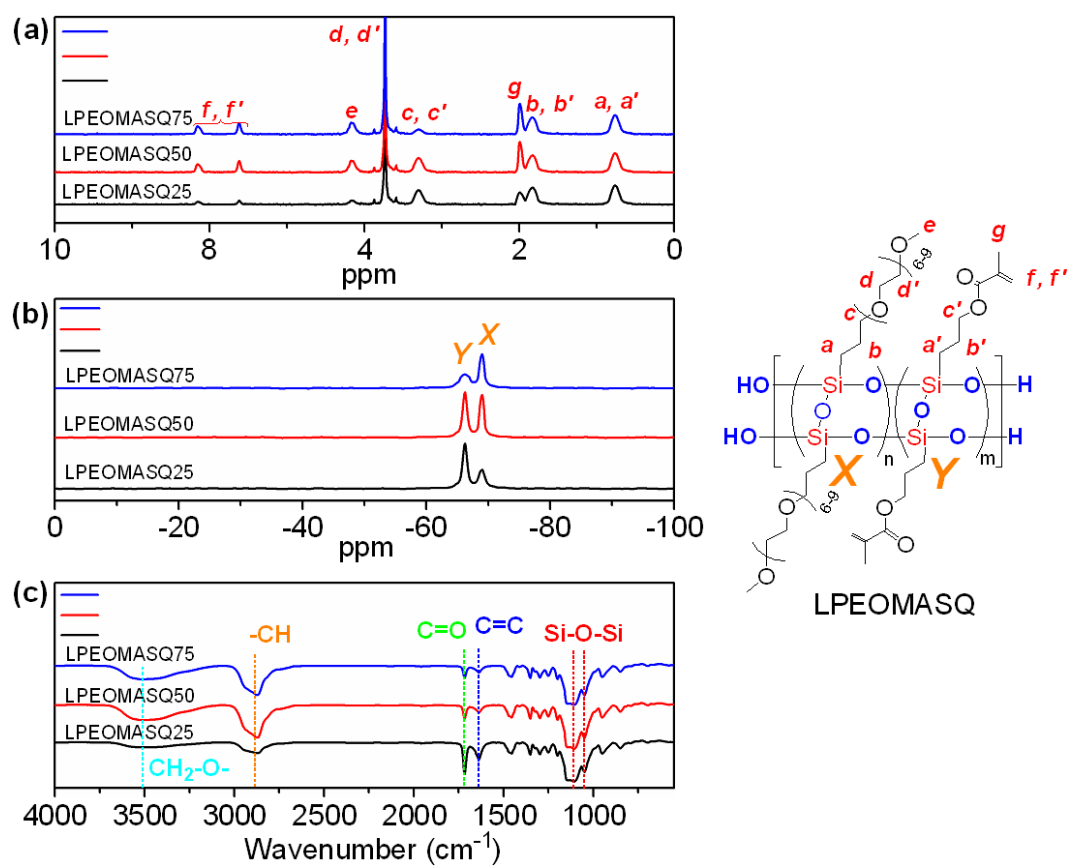 (a)
d, d'
LPEOMASQ75
f, f'
e
c, c'
g
b, b'
a, a'
LPEOMASQ50
LPEOMASQ25
10
8
6
4
2
0
ppm
(b)
Y
X
LPEOMASQ75
LPEOMASQ50
LPEOMASQ25
0
-20
-40
-60
-80
-100
ppm
(c)
-CH
C=O
C=C
Si-O-Si
LPEOMASQ75
LPEOMASQ50
LPEOMASQ25
CH2-O-
4000
3500
3000
2500
2000
1500
1000
Wavenumber (cm-1)
e
O
6-9
g
d
O
d'
O
f, f'
c
c'
O
a
b
a'
b'
HO
Si
O
Si
O
H
O
O
HO
Si
O
Si
O
H
X
n
Y
m
O
6-9
O
O
O
LPEOMASQ